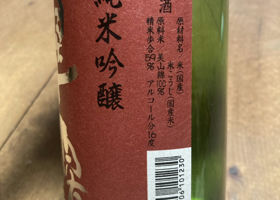 酒
原材料名 米(国産)
米こうじ(国産米)
原料米 美山錦100%
精米歩合59%
アルコール分16度
純米吟醸
06101230